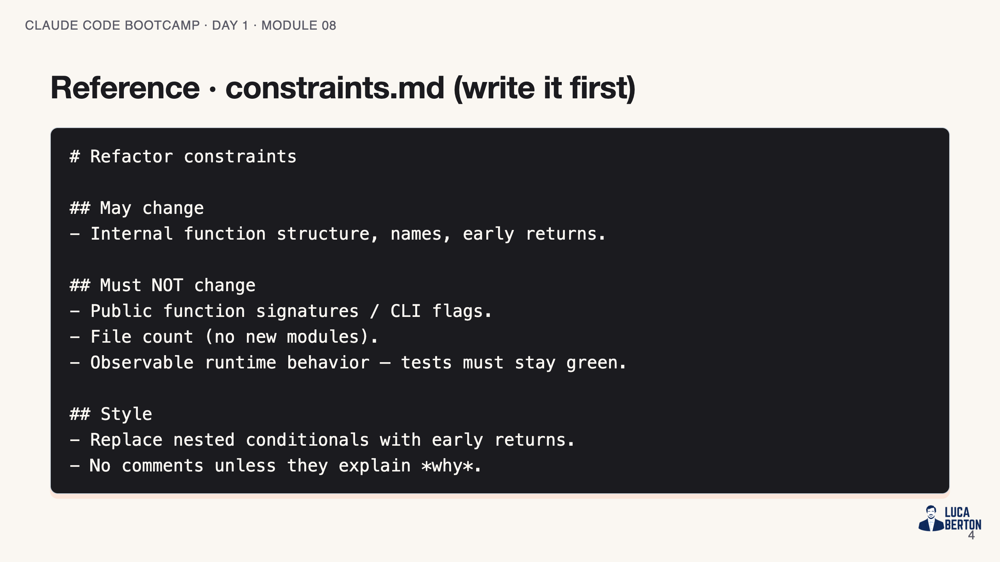 CLAUDE CODE BOOTCAMP · DAY 1 · MODULE 08
Reference · constraints.md (write it first)
# Refactor constraints
## May change
- Internal function structure, names, early returns.
## Must NOT change
- Public function signatures / CLI flags.
- File count (no new modules).
- Observable runtime behavior — tests must stay green.
## Style
- Replace nested conditionals with early returns.
- No comments unless they explain *why*.
LUCA
BERTON
4